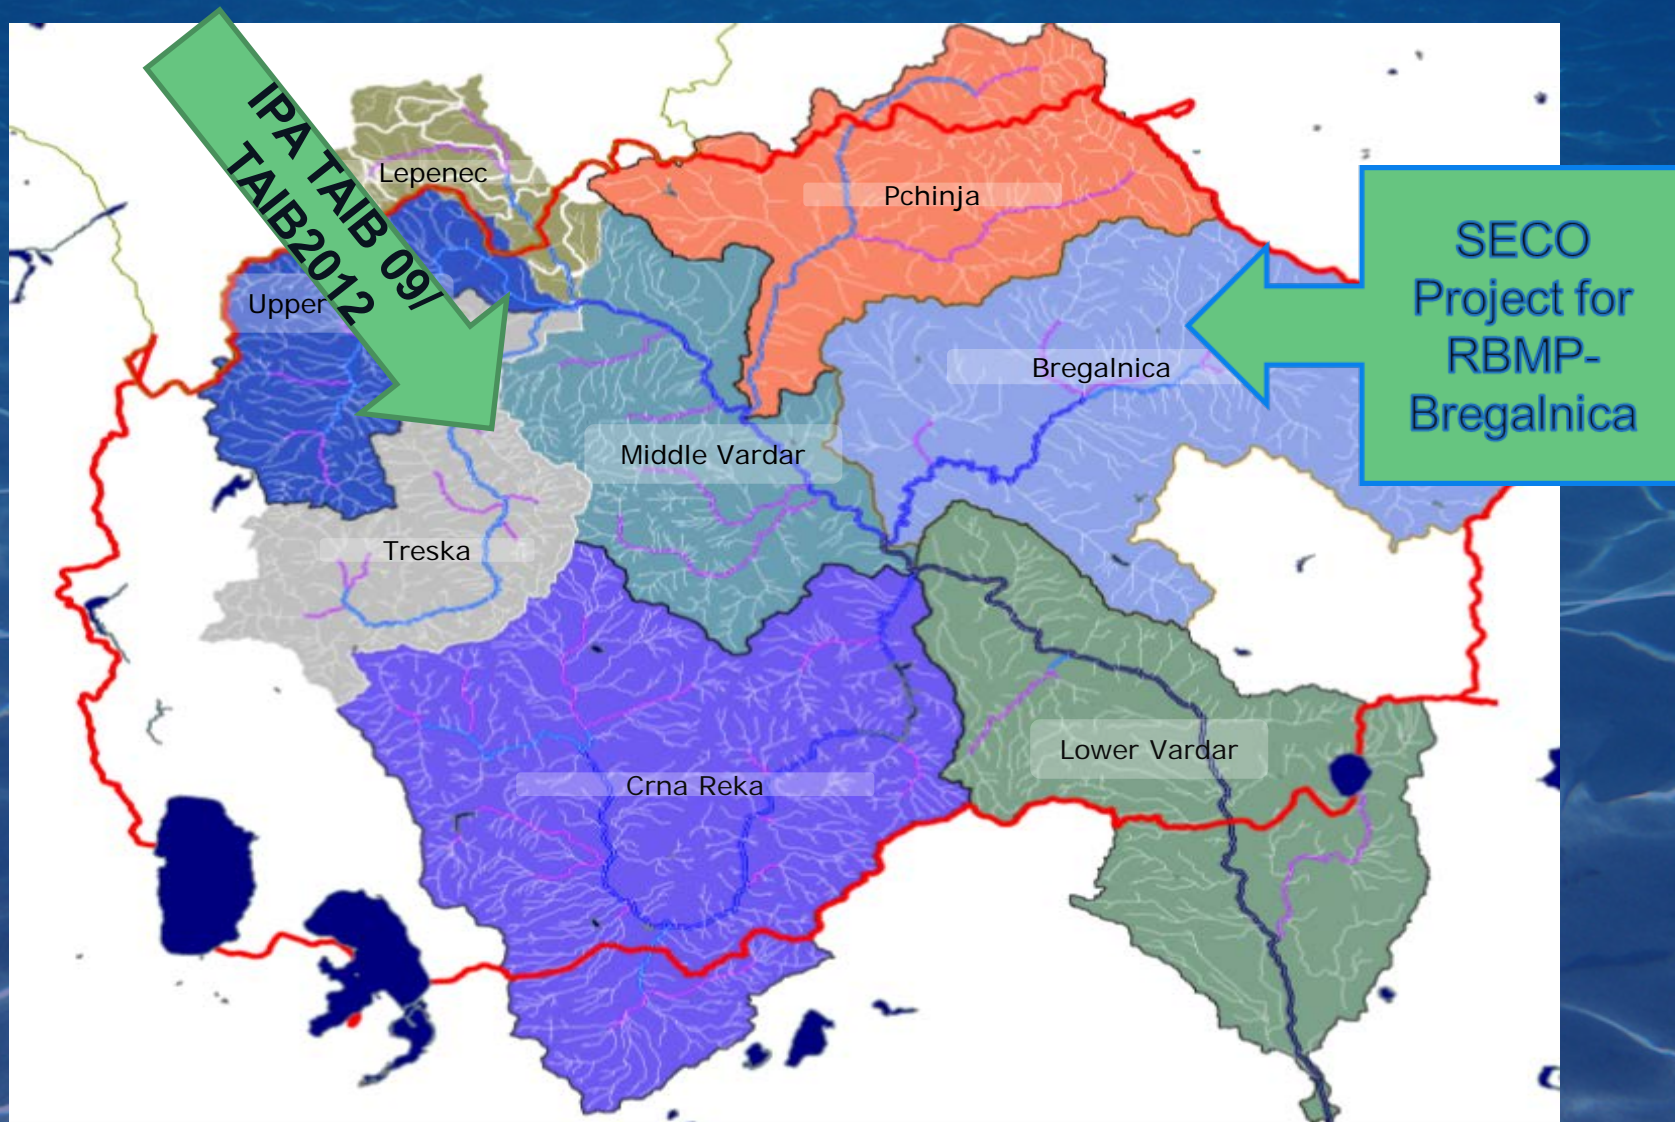 IPA TAIB 09/
TAIB2012
Lepenec
Pchinja
SECO
Project for
RBMP-
Bregalnica
Upper
Bregalnica
Middle Vardar
Treska
Lower Vardar
Crna Reka